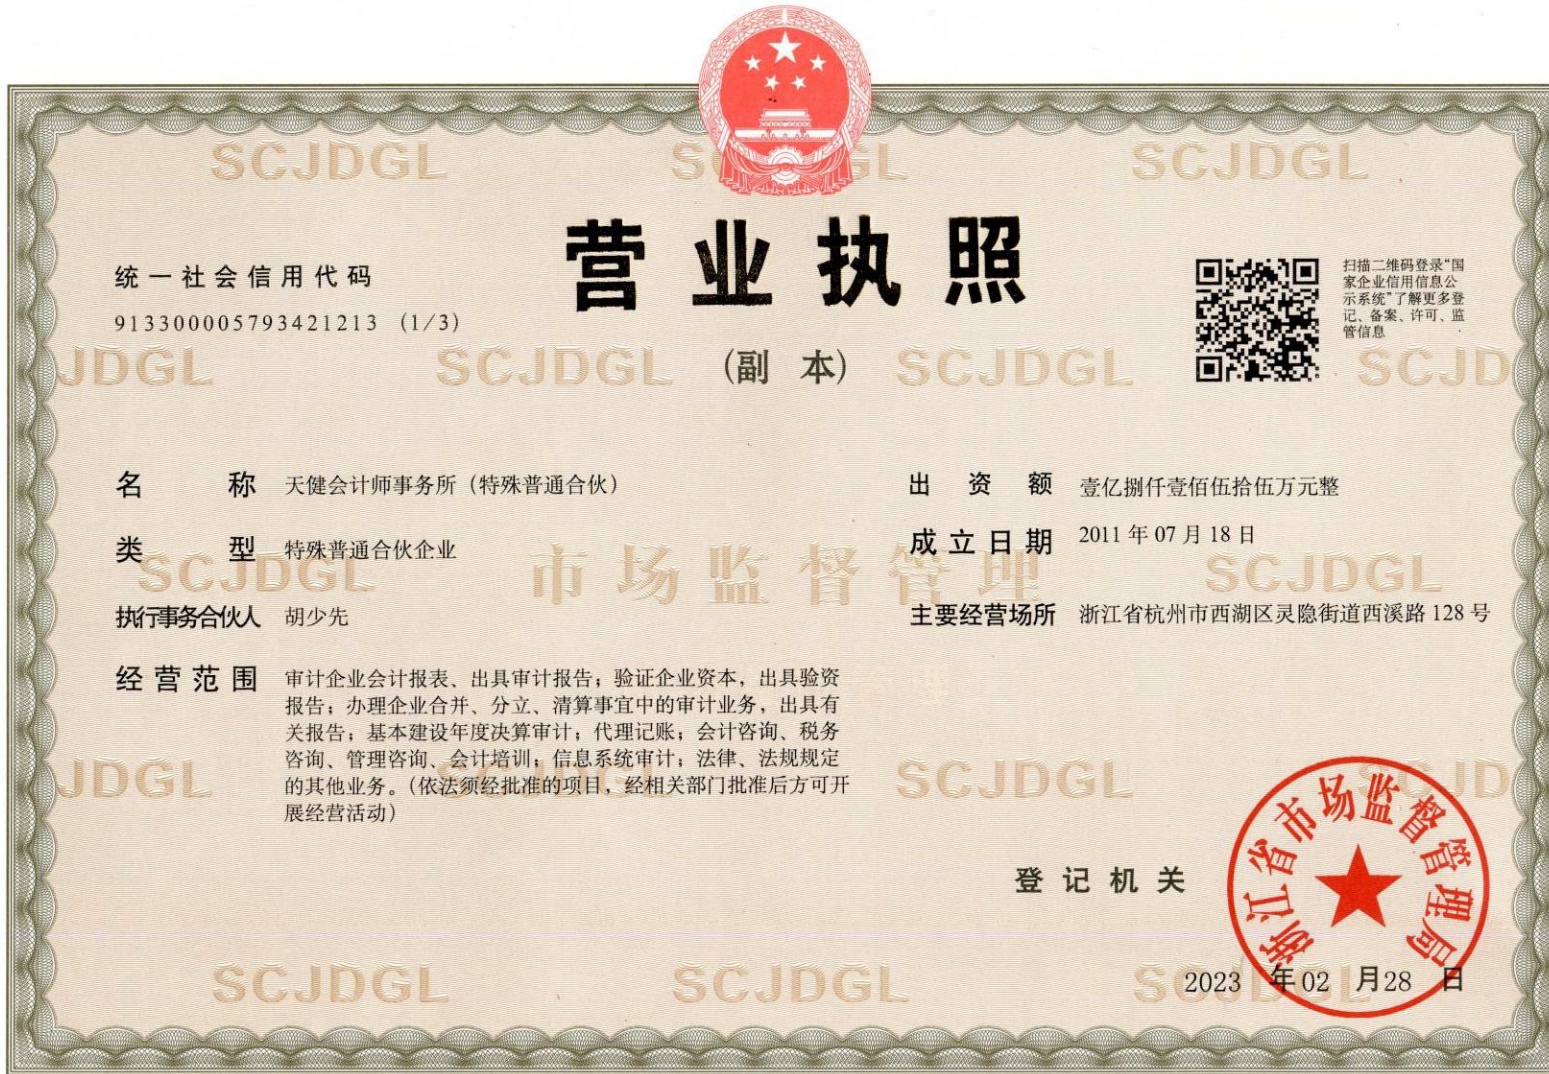 SCJDGL SCJDGL SCJDGL
营业执照
(副 本)
统一社会信用代码
913300005793421213 (1/3)
扫描二维码登录“国
家企业信用信息公
示系统”了解更多登
记、备案、许可、监
管信息
JDGL SCJDGL SCJDGL SCJD
名 称 天健会计师事务所（特殊普通合伙）
类 型 特殊普通合伙企业
执行事务合伙人 胡少先
经营范围 审计企业会计报表、出具审计报告；验证企业资本，出具验资
报告；办理企业合并、分立、清算事宜中的审计业务，出具有
关报告；基本建设年度决算审计；代理记账；会计咨询、税务
咨询、管理咨询、会计培训；信息系统审计；法律、法规规定
的其他业务。（依法须经批准的项目，经相关部门批准后方可开
展经营活动）
出 资 额 壹亿捌仟壹佰伍拾伍万元整
成立日期 2011年07月18日
主要经营场所 浙江省杭州市西湖区灵隐街道西溪路128号
SCJDGL 市场监督管理 SCJDGL
JDGL SCJDGL SCJDGL SCJD
登记机关
浙江省市场监督管理局
2023 年02 月28 日
SCJDGL SCJDGL SCJDGL